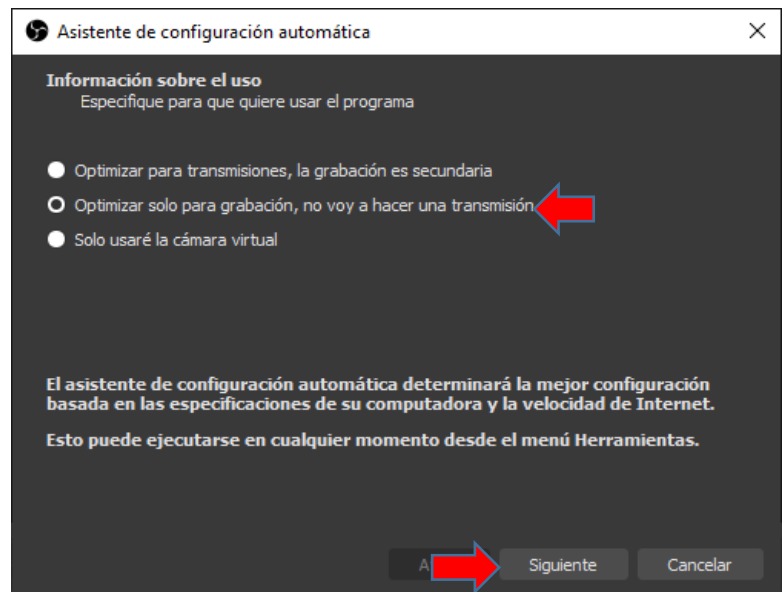 Asistente de configuración automática
Información sobre el uso
Especifique para que quiere usar el programa
Optimizar para transmisiones, la grabación es secundaria
Optimizar solo para grabación, no voy a hacer una transmisión
Solo usaré la cámara virtual
El asistente de configuración automática determinará la mejor configuración
basada en las especificaciones de su computadora y la velocidad de Internet.
Esto puede ejecutarse en cualquier momento desde el menú Herramientas.
Siguiente Cancelar